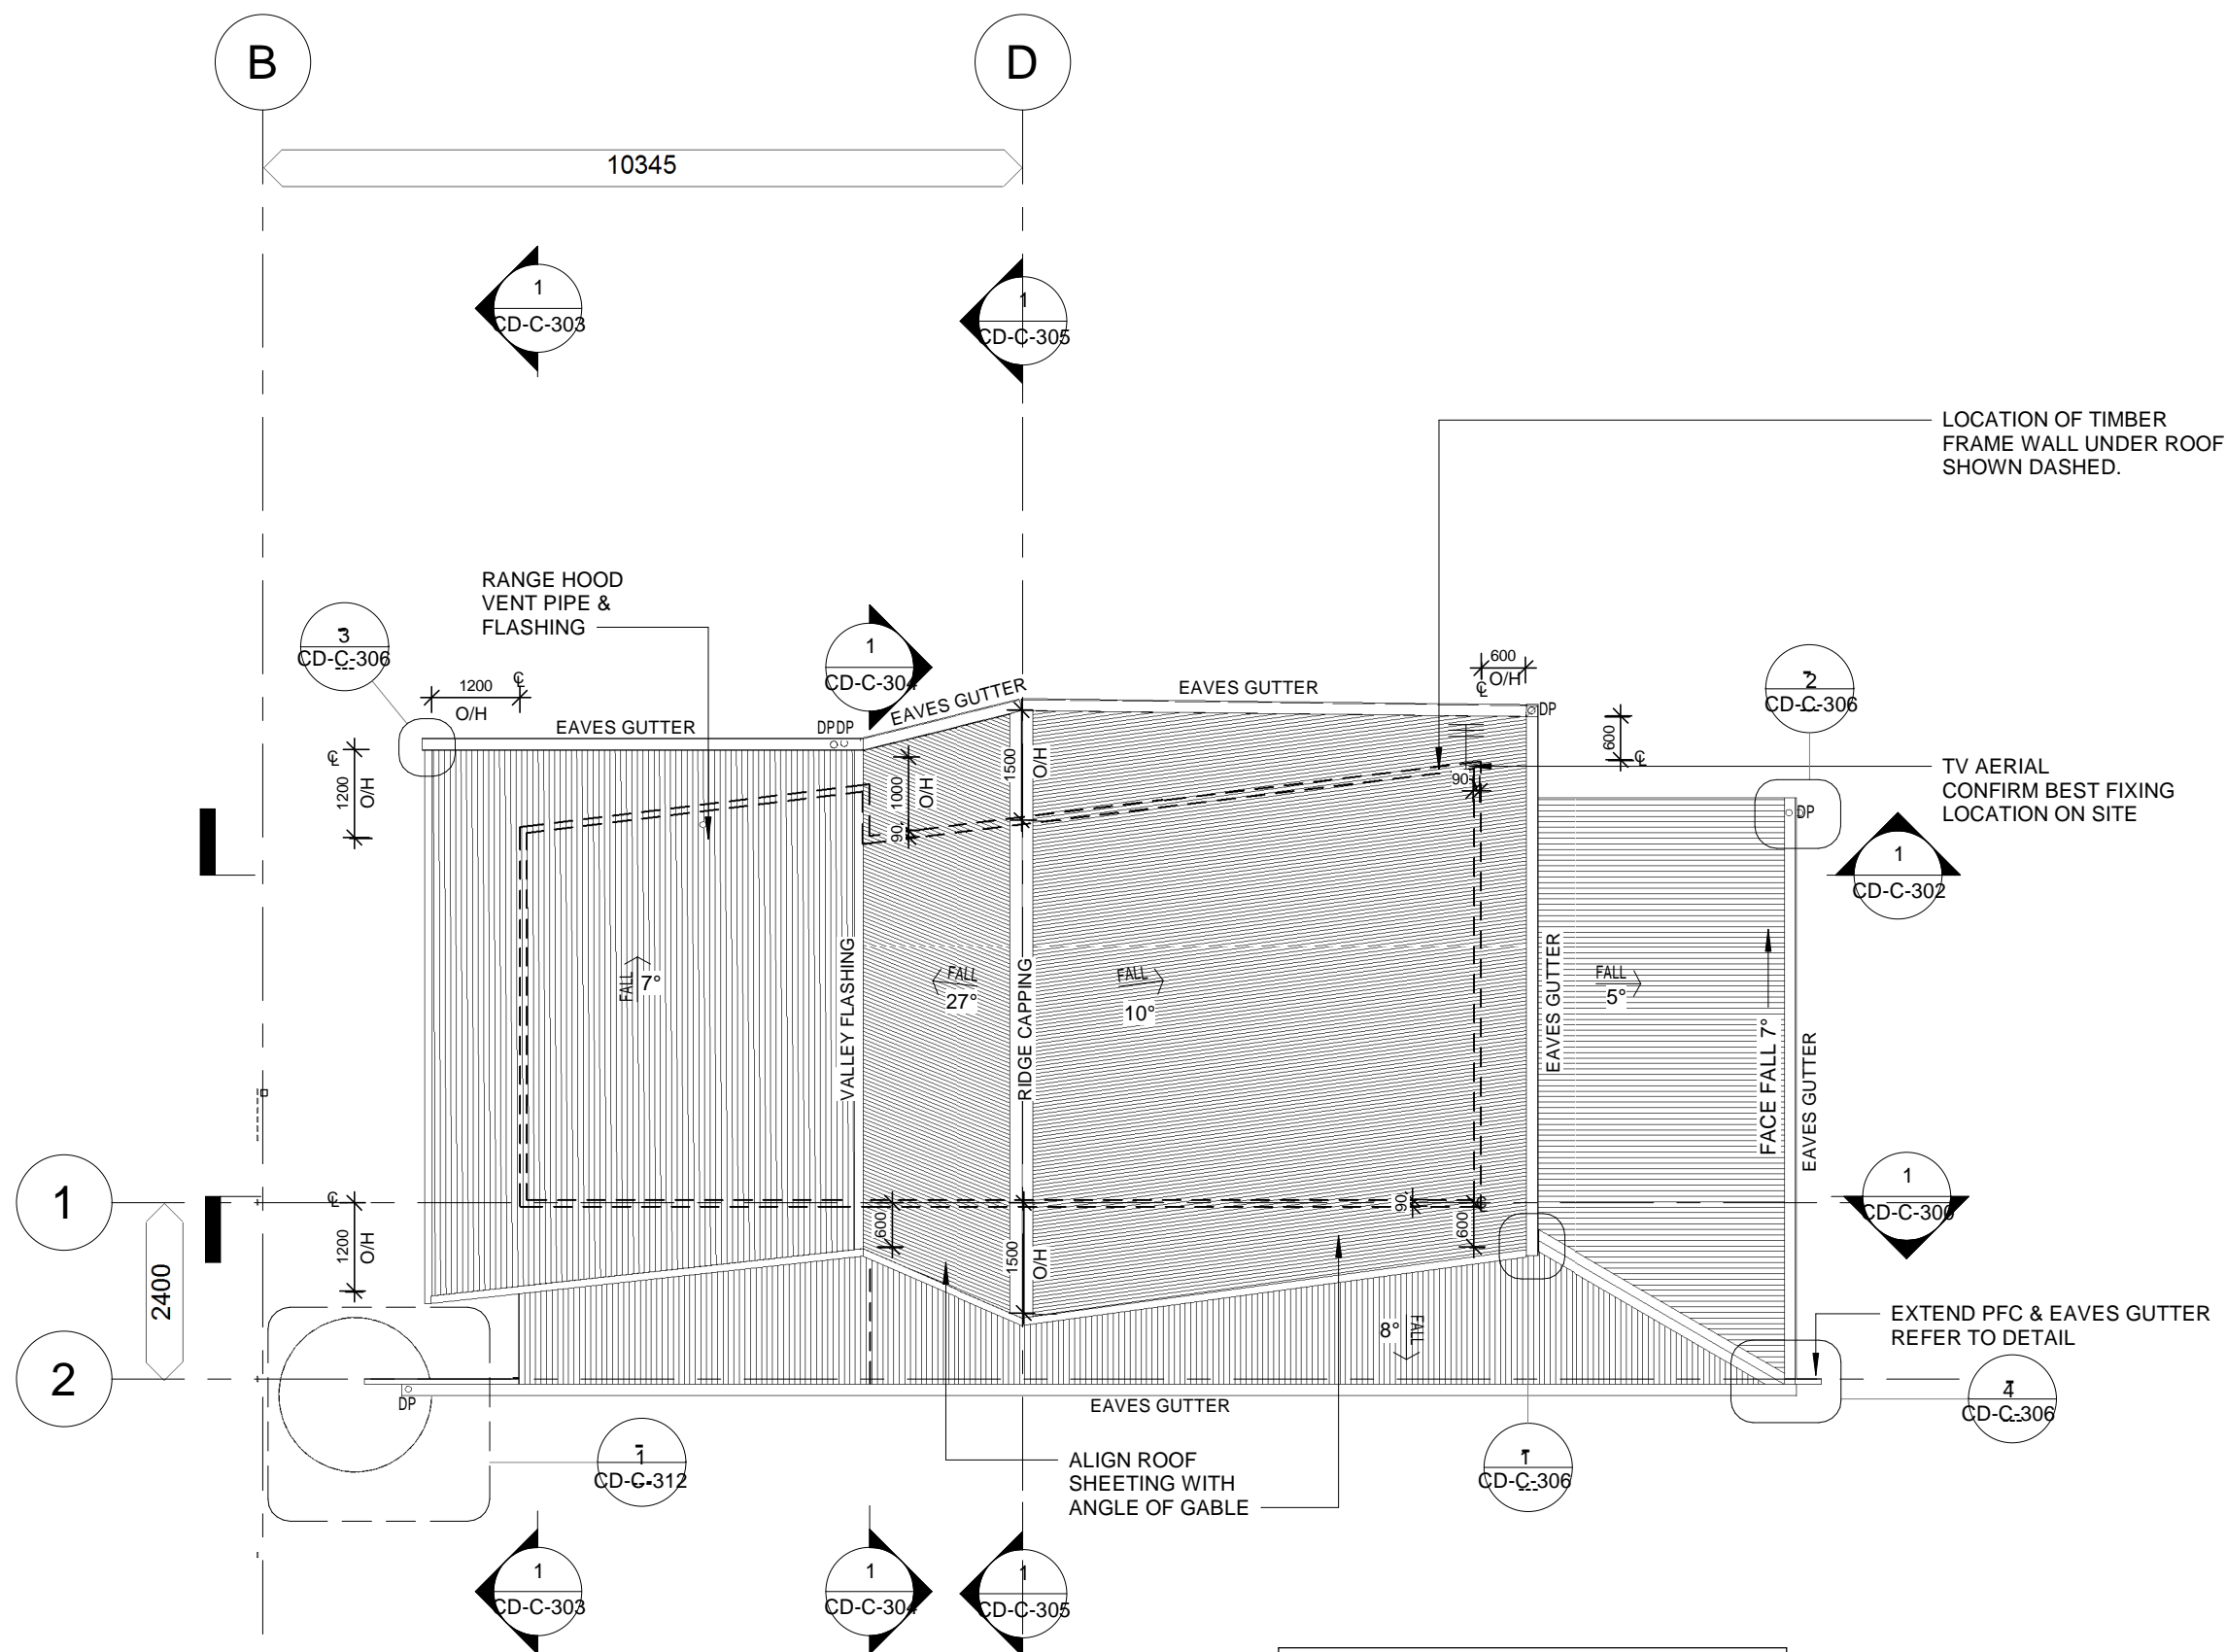 B
D
10345
1
CD-C-303
1
CD-C-305
LOCATION OF TIMBER
FRAME WALL UNDER ROOF
SHOWN DASHED.
RANGE HOOD
VENT PIPE &
FLASHING
3
CD-C-306
1
CD-C-304
2
CD-C-306
1200
O/H
EAVES GUTTER
DP DP
EAVES GUTTER
EAVES GUTTER
600
O/H
DP
600
1200
O/H
1000
O/H
90
1500
O/H
90
TV AERIAL
CONFIRM BEST FIXING
LOCATION ON SITE
DP
1
CD-C-302
FALL
7°
VALLEY FLASHING
FALL
27°
RIDGE CAPPING
FALL
10°
EAVES GUTTER
FALL
5°
FACE FALL 7°
EAVES GUTTER
1
1200
O/H
600
1500
O/H
90
600
1
CD-C-300
2400
8°
FALL
EXTEND PFC & EAVES GUTTER
REFER TO DETAIL
2
DP
EAVES GUTTER
4
CD-C-306
1
CD-C-312
ALIGN ROOF
SHEETING WITH
ANGLE OF GABLE
1
CD-C-306
1
CD-C-303
1
CD-C-304
1
CD-C-305